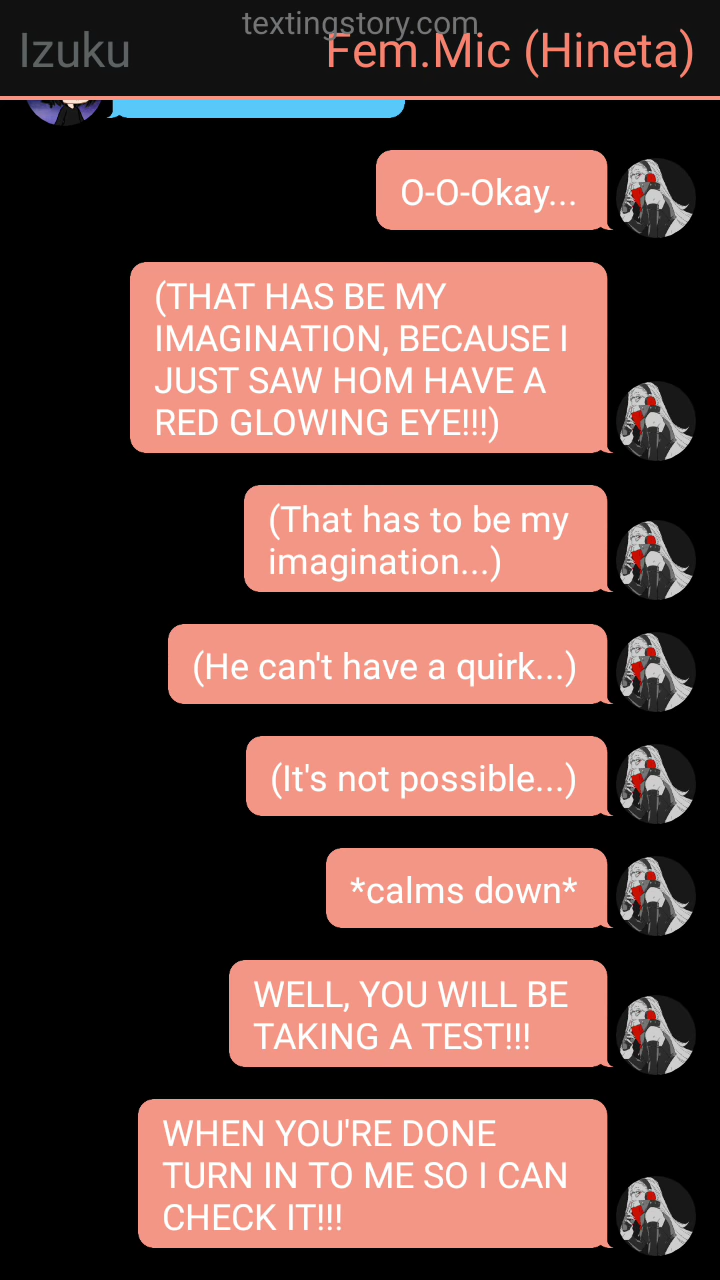 textingstory.com
Izuku
Fem.Mic (Hineta)
O-O-Okay...
(THAT HAS BE MY
IMAGINATION, BECAUSE I
JUST SAW HOM HAVE A
RED GLOWING EYE!!!)
(That has to be my
imagination...)
(He can't have a quirk...)
(It's not possible...)
*calms down*
WELL, YOU WILL BE
TAKING A TEST!!!
WHEN YOU'RE DONE
TURN IN TO ME SO I CAN
CHECK IT!!!